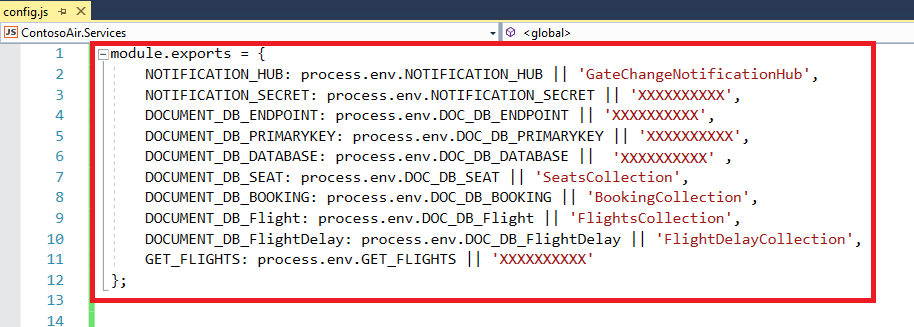 config.js
JS ContosoAir.Services <global>
1 module.exports = {
2 NOTIFICATION_HUB: process.env.NOTIFICATION_HUB || 'GateChangeNotificationHub',
3 NOTIFICATION_SECRET: process.env.NOTIFICATION_SECRET || 'XXXXXXXXXX',
4 DOCUMENT_DB_ENDPOINT: process.env.DOC_DB_ENDPOINT || 'XXXXXXXXXX',
5 DOCUMENT_DB_PRIMARYKEY: process.env.DOC_DB_PRIMARYKEY || 'XXXXXXXXXX',
6 DOCUMENT_DB_DATABASE: process.env.DOC_DB_DATABASE || 'XXXXXXXXXX' ,
7 DOCUMENT_DB_SEAT: process.env.DOC_DB_SEAT || 'SeatsCollection',
8 DOCUMENT_DB_BOOKING: process.env.DOC_DB_BOOKING || 'BookingCollection',
9 DOCUMENT_DB_Flight: process.env.DOC_DB_Flight || 'FlightsCollection',
10 DOCUMENT_DB_FlightDelay: process.env.DOC_DB_FlightDelay || 'FlightDelayCollection',
11 GET_FLIGHTS: process.env.GET_FLIGHTS || 'XXXXXXXXXX'
12 };
13
14